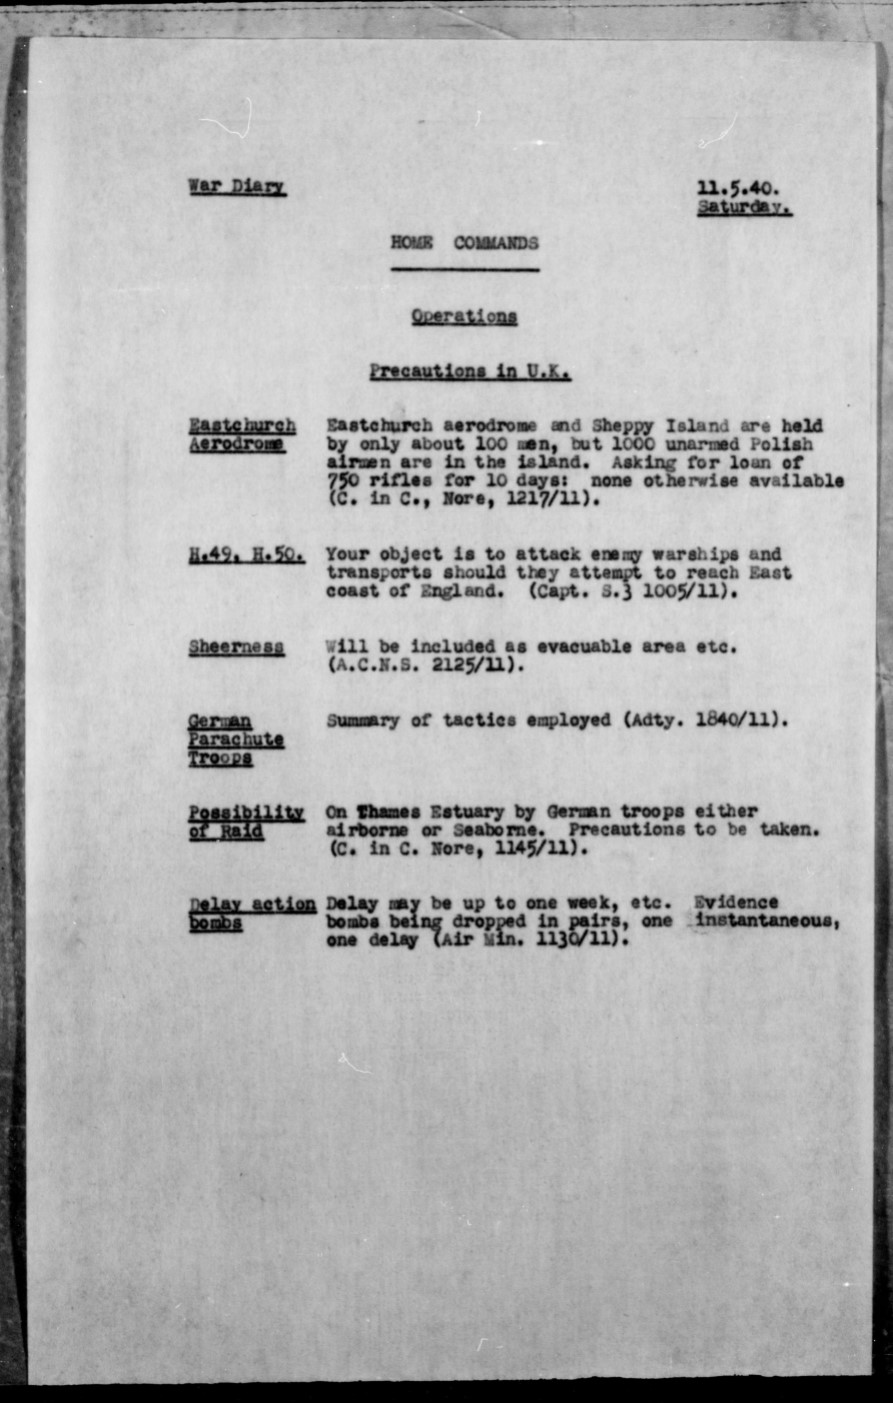 War Diary
11.5.40.
Saturday.
HOME COMMANDS
Operations
Precautions in U.K.
Eastchurch Eastchurch aerodrome and Sheppy Island are held
Aerodrome by only about 100 men, but 1000 unarmed Polish
airmen are in the island. Asking for loan of
750 rifles for 10 days: none otherwise available
(C. in C., Nore, 1217/11).
H.49. H.50. Your object is to attack enemy warships and
transports should they attempt to reach East
coast of England. (Capt. S.3 1005/11).
Sheerness Will be included as evacuable area etc.
(A.C.N.S. 2125/11).
German Summary of tactics employed (Adty. 1840/11).
Parachute
Troops
Possibility On Thames Estuary by German troops either
of Raid airborne or Seaborne. Precautions to be taken.
(C. in C. Nore, 1145/11).
Delay action Delay may be up to one week, etc. Evidence
bombs bombs being dropped in pairs, one instantaneous,
one delay (Air Min. 1130/11).